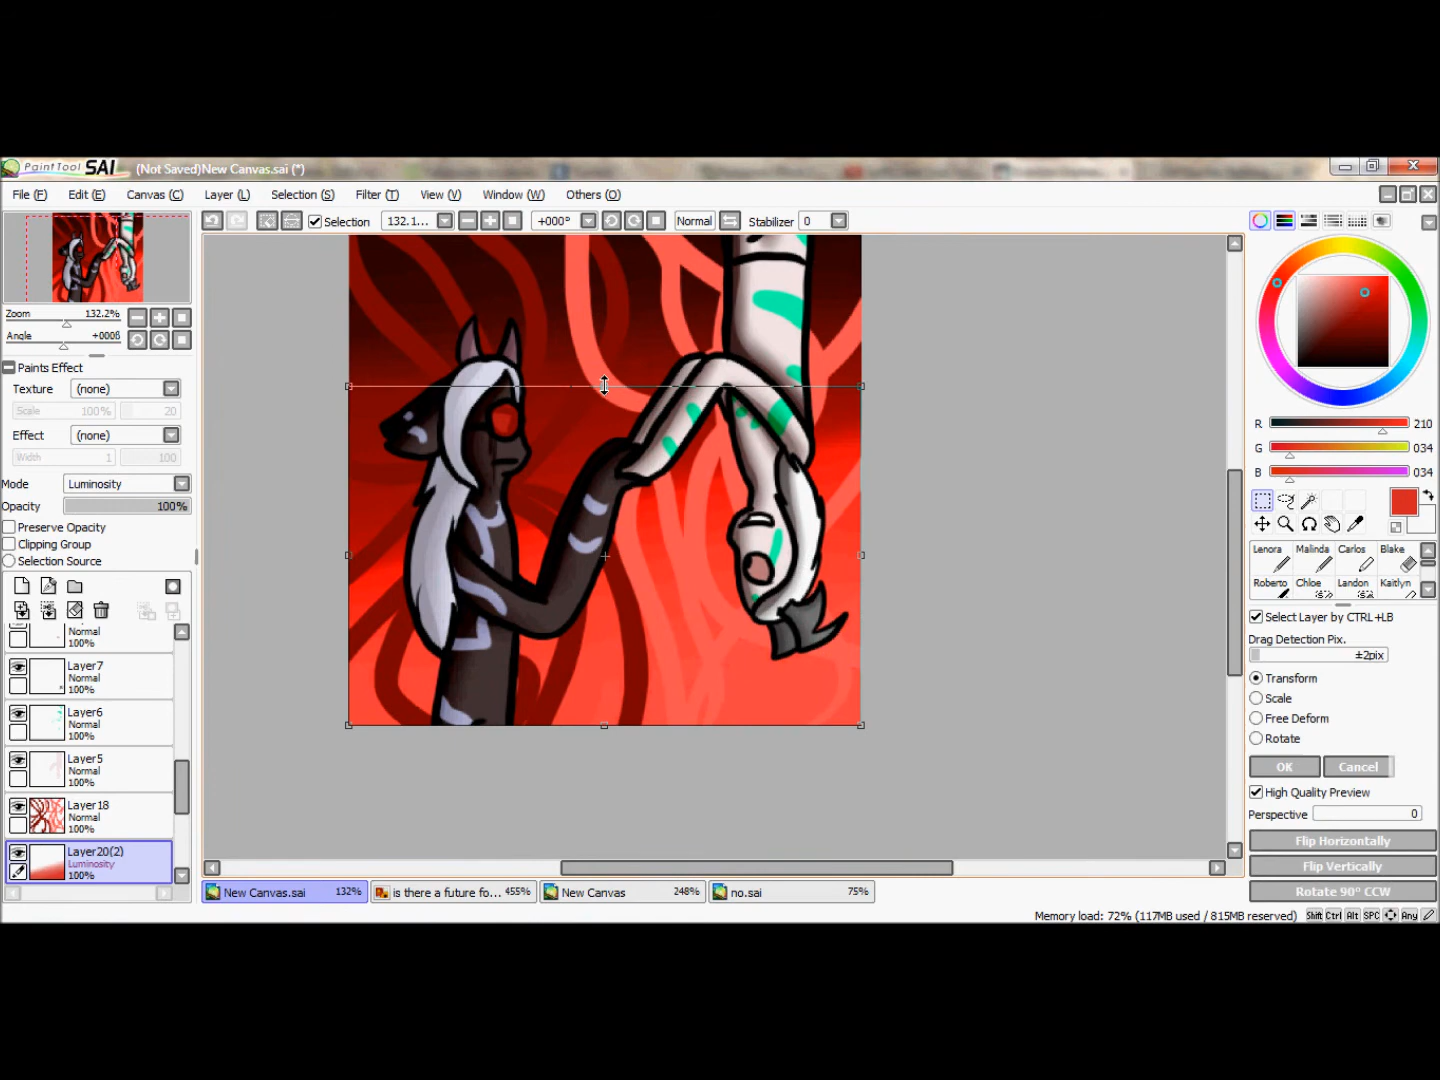 PaintTool SAI (Not Saved)New Canvas.sai (*)
File (F) Edit (E) Canvas (C) Layer (L) Selection (S) Filter (T) View (V) Window (W) Others (O)
Selection 132.1... +000° Normal Stabilizer 0
Zoom 132.2%
Angle +000ß
Paints Effect
Texture (none)
Scale 100% 20
Effect (none)
Width 1 100
Mode Luminosity
Opacity 100%
Preserve Opacity
Clipping Group
Selection Source
Normal
100%
Layer7
Normal
100%
Layer6
Normal
100%
Layer5
Normal
100%
Layer18
Normal
100%
Layer20(2)
Luminosity
100%
R 210
G 034
B 034
Lenora Malinda Carlos Blake
Roberto Chloe Landon Kaitlyn
Select Layer by CTRL+LB
Drag Detection Pix.
±2pix
Transform
Scale
Free Deform
Rotate
OK Cancel
High Quality Preview
Perspective 0
Flip Horizontally
Flip Vertically
Rotate 90° CCW
New Canvas.sai 132% is there a future fo... 455% New Canvas 248% no.sai 75%
Memory load: 72% (117MB used / 815MB reserved) Shift Ctrl Alt SPC Any